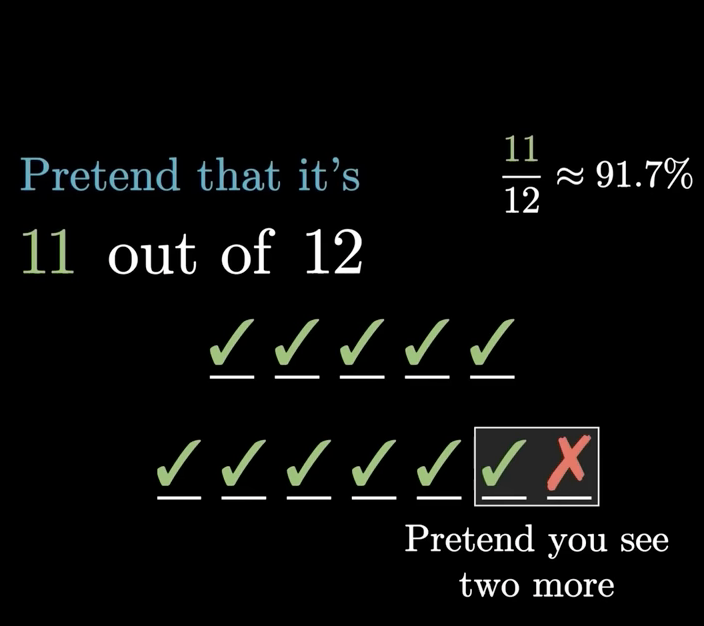 Pretend that it's
11 out of 12
11
12
≈ 91.7%
✓ ✓ ✓ ✓ ✓
✓ ✓ ✓ ✓ ✓ ✓ ✗
Pretend you see
two more